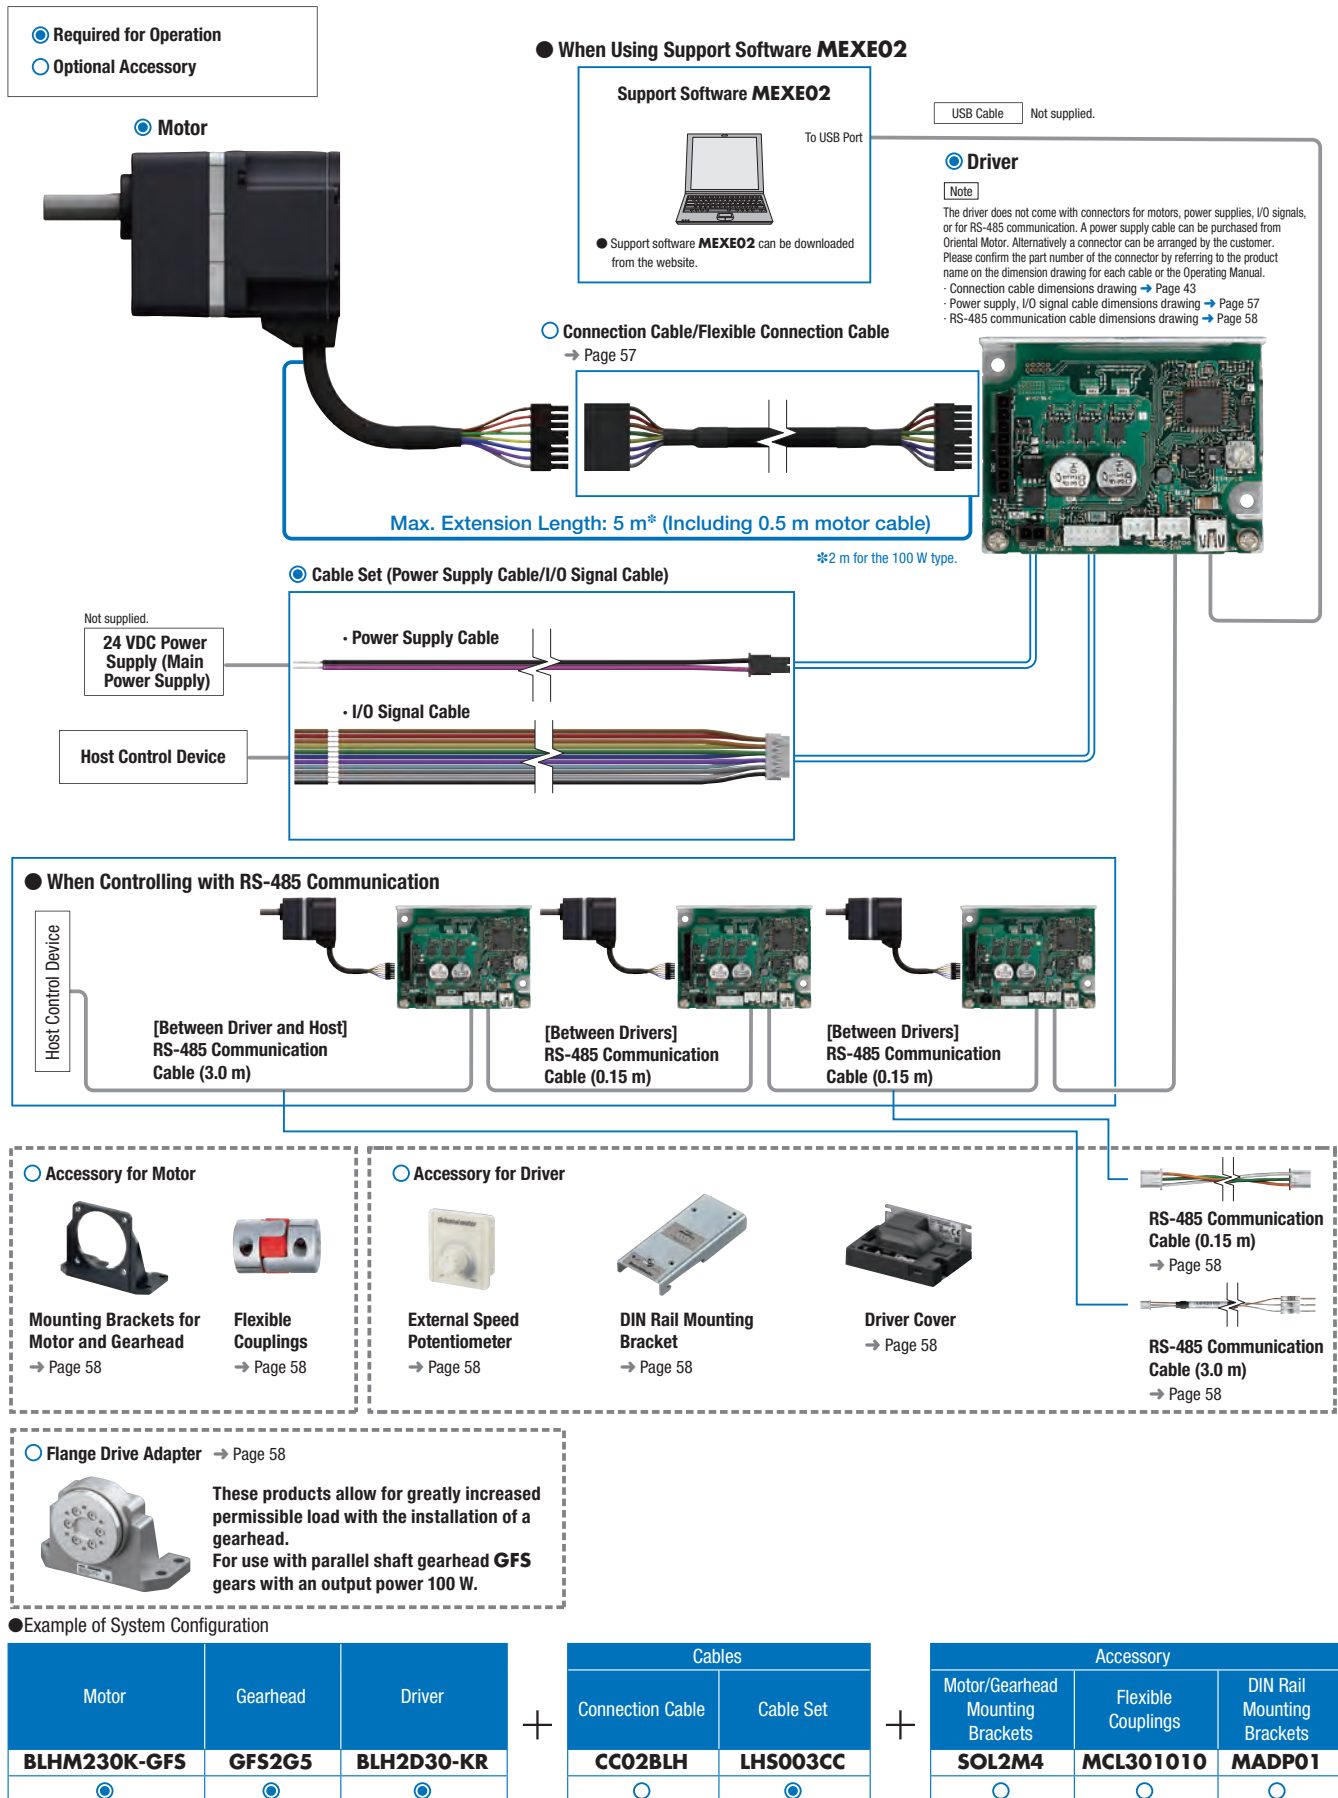 Required for Operation
Optional Accessory
Motor
● When Using Support Software MEXE02
Support Software MEXE02
To USB Port
● Support software MEXE02 can be downloaded
from the website.
USB Cable
Not supplied.
Driver
Note
The driver does not come with connectors for motors, power supplies, I/O signals,
or for RS-485 communication. A power supply cable can be purchased from
Oriental Motor. Alternatively a connector can be arranged by the customer.
Please confirm the part number of the connector by referring to the product
name on the dimension drawing for each cable or the Operating Manual.
· Connection cable dimensions drawing ➜ Page 43
· Power supply, I/O signal cable dimensions drawing ➜ Page 57
· RS-485 communication cable dimensions drawing ➜ Page 58
Connection Cable/Flexible Connection Cable
➜ Page 57
Max. Extension Length: 5 m* (Including 0.5 m motor cable)
✽2 m for the 100 W type.
Cable Set (Power Supply Cable/I/O Signal Cable)
Not supplied.
24 VDC Power
Supply (Main
Power Supply)
· Power Supply Cable
· I/O Signal Cable
Host Control Device
● When Controlling with RS-485 Communication
Host Control Device
[Between Driver and Host]
RS-485 Communication
Cable (3.0 m)
[Between Drivers]
RS-485 Communication
Cable (0.15 m)
[Between Drivers]
RS-485 Communication
Cable (0.15 m)
Accessory for Motor
Mounting Brackets for
Motor and Gearhead
➜ Page 58
Flexible
Couplings
➜ Page 58
Accessory for Driver
External Speed
Potentiometer
➜ Page 58
DIN Rail Mounting
Bracket
➜ Page 58
Driver Cover
➜ Page 58
RS-485 Communication
Cable (0.15 m)
➜ Page 58
RS-485 Communication
Cable (3.0 m)
➜ Page 58
Flange Drive Adapter ➜ Page 58
These products allow for greatly increased
permissible load with the installation of a
gearhead.
For use with parallel shaft gearhead GFS
gears with an output power 100 W.
●Example of System Configuration
Motor
Gearhead
Driver
+
Cables
Connection Cable
Cable Set
+
Accessory
Motor/Gearhead
Mounting
Brackets
Flexible
Couplings
DIN Rail
Mounting
Brackets
BLHM230K-GFS
GFS2G5
BLH2D30-KR
CC02BLH
LHS003CC
SOL2M4
MCL301010
MADP01